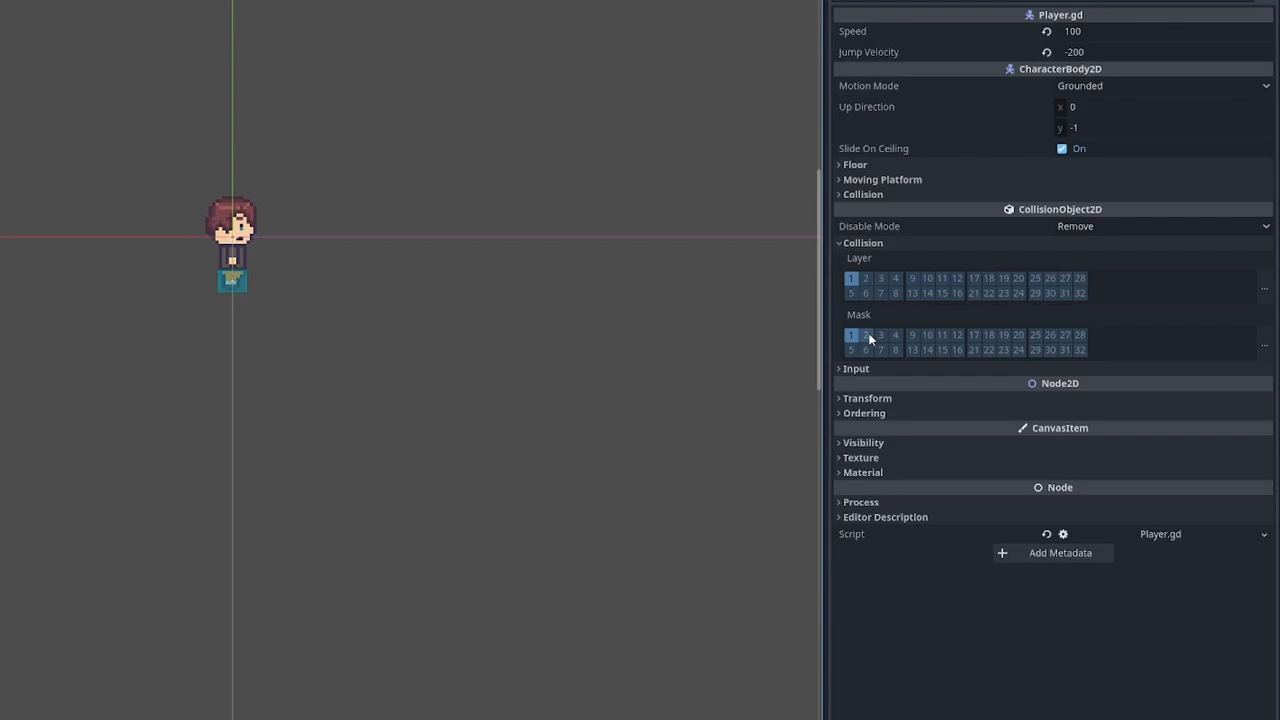 Player.gd
Speed 100
Jump Velocity -200
CharacterBody2D
Motion Mode Grounded
Up Direction x 0
y -1
Slide On Ceiling On
Floor
Moving Platform
Collision
CollisionObject2D
Disable Mode Remove
Collision
Layer
1 2 3 4 9 10 11 12 17 18 19 20 25 26 27 28
5 6 7 8 13 14 15 16 21 22 23 24 29 30 31 32
...
Mask
1 2 3 4 9 10 11 12 17 18 19 20 25 26 27 28
5 6 7 8 13 14 15 16 21 22 23 24 29 30 31 32
...
Input
Node2D
Transform
Ordering
CanvasItem
Visibility
Texture
Material
Node
Process
Editor Description
Script Player.gd
Add Metadata